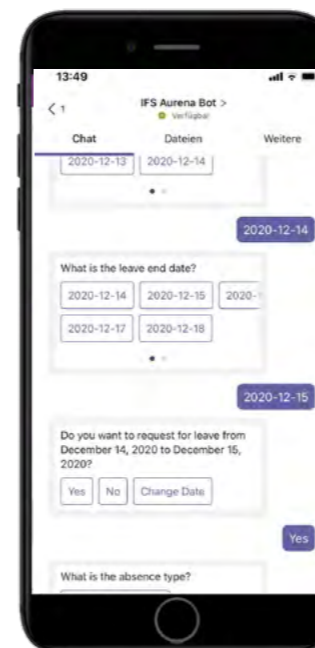 13:49
1
IFS Aurena Bot >
Verfügbar
Chat Dateien Weitere
2020-12-13 2020-12-14
2020-12-14
What is the leave end date?
2020-12-14 2020-12-15 2020-
2020-12-17 2020-12-18
2020-12-15
Do you want to request for leave from
December 14, 2020 to December 15,
2020?
Yes No Change Date
Yes
What is the absence type?